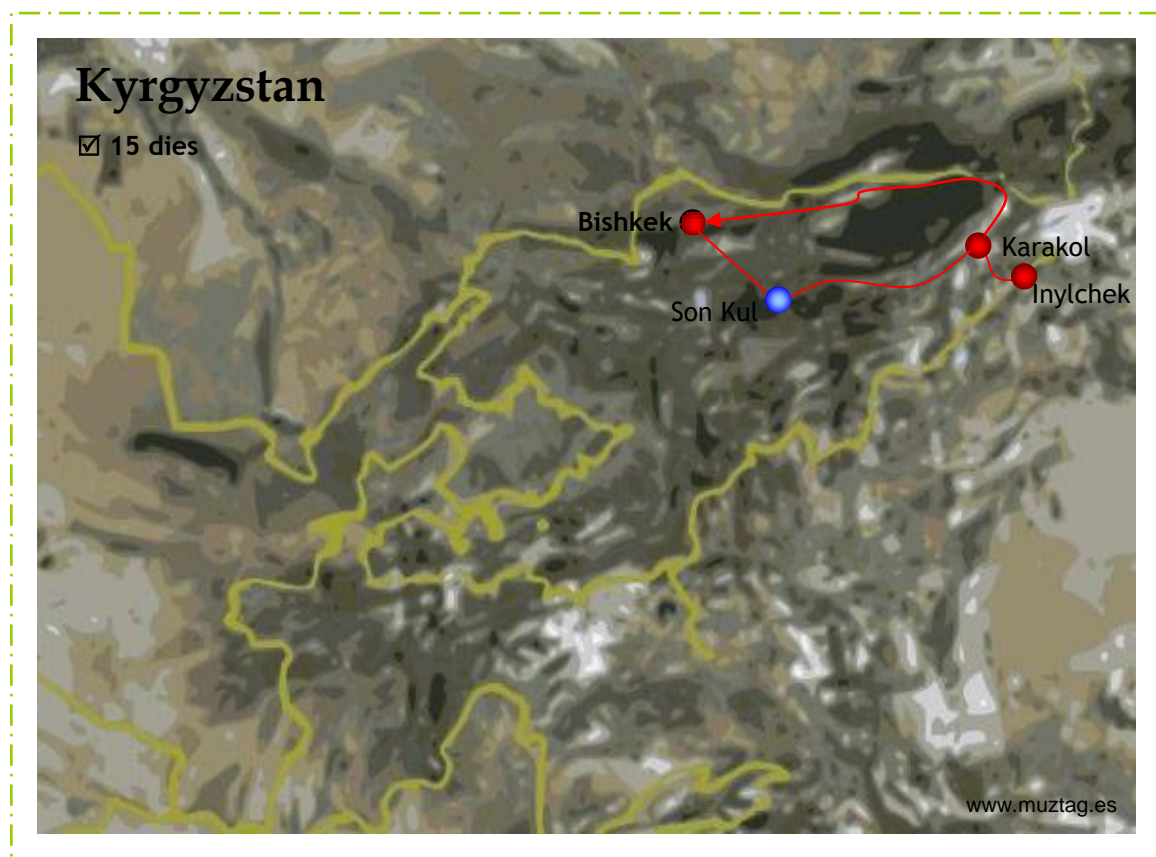 Kyrgyzstan
☑ 15 dies
Bishkek
Karakol
Inylchek
Son Kul
www.muztag.es